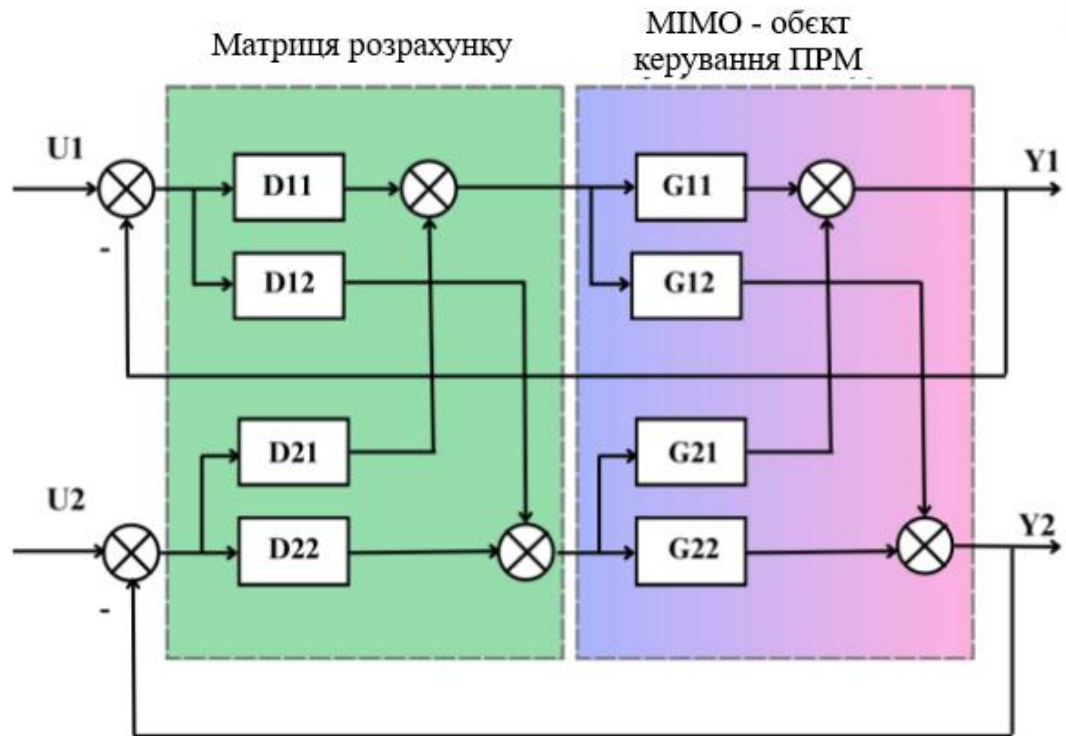 Матриця розрахунку
МІМО - обєкт
керування ПРМ
U1
D11
G11
Y1
-
D12
G12
D21
G21
U2
D22
G22
Y2
-